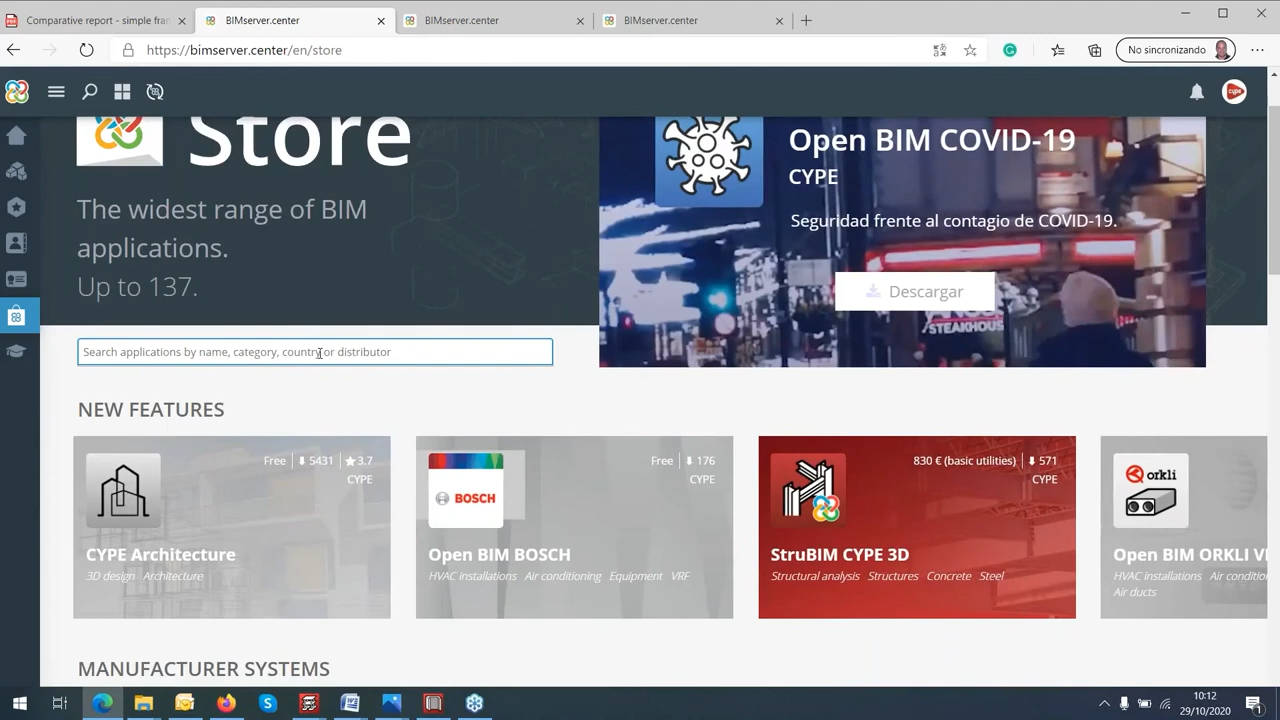 Comparative report - simple fra
BIMserver.center
BIMserver.center
BIMserver.center
https://bimserver.center/en/store
No sincronizando
cype
Store
The widest range of BIM
applications.
Up to 137.
Open BIM COVID-19
CYPE
Seguridad frente al contagio de COVID-19.
Descargar
STEAKHOUSE
Search applications by name, category, country or distributor
NEW FEATURES
Free 5431 3.7
CYPE
CYPE Architecture
3D design Architecture
BOSCH
Free 176
CYPE
Open BIM BOSCH
HVAC installations Air conditioning Equipment VRF
830 € (basic utilities) 571
CYPE
StruBIM CYPE 3D
Structural analysis Structures Concrete Steel
orkli
Open BIM ORKLI V
HVAC installations Air conditio
Air ducts
MANUFACTURER SYSTEMS
10:12
29/10/2020
1